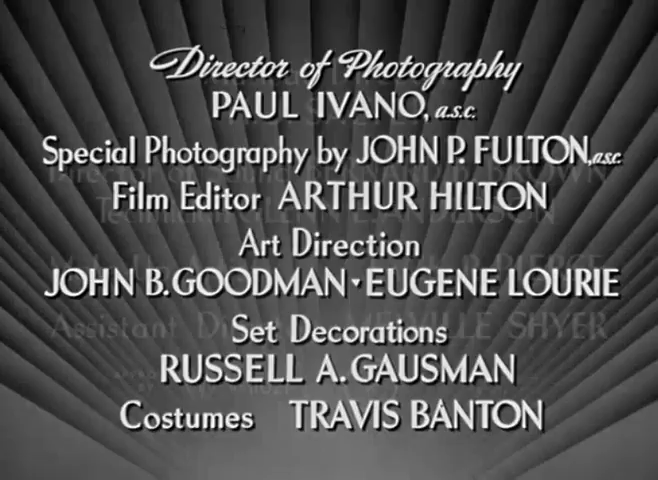 Director of Photography
PAUL IVANO, a.s.c.
Special Photography by JOHN P. FULTON, a.s.c.
Film Editor ARTHUR HILTON
Art Direction
JOHN B. GOODMAN · EUGENE LOURIE
Set Decorations
RUSSELL A. GAUSMAN
Costumes TRAVIS BANTON